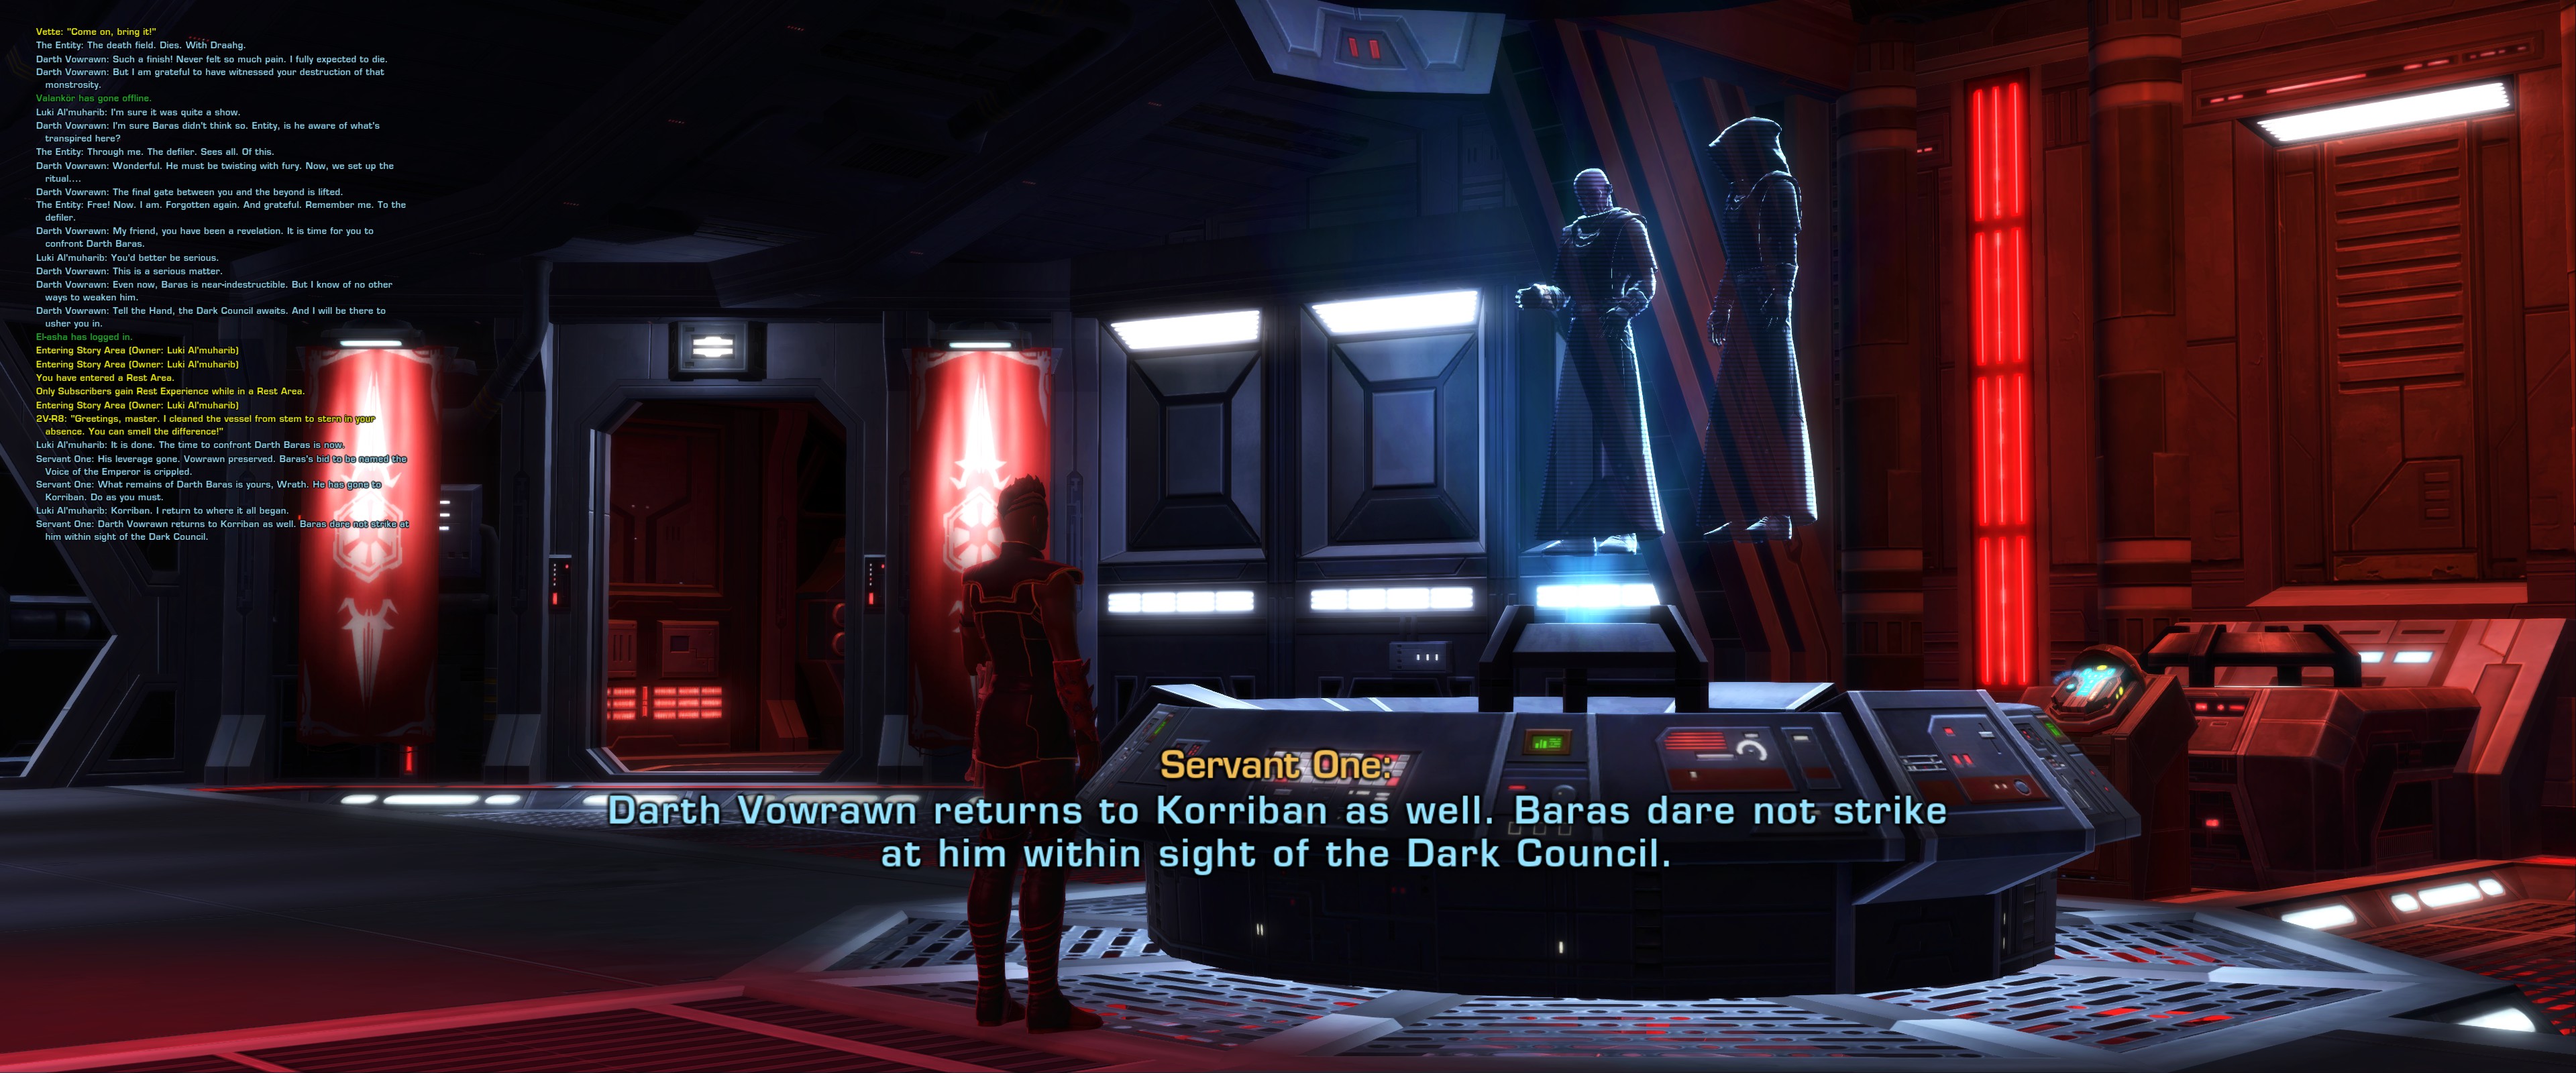 Vette: "Come on, bring it!"
The Entity: The death field. Dies. With Draahg.
Darth Vowrawn: Such a finish! Never felt so much pain. I fully expected to die.
Darth Vowrawn: But I am grateful to have witnessed your destruction of that
monstrosity.
Valankör has gone offline.
Luki Al'muharib: I'm sure it was quite a show.
Darth Vowrawn: I'm sure Baras didn't think so. Entity, is he aware of what's
transpired here?
The Entity: Through me. The defiler. Sees all. Of this.
Darth Vowrawn: Wonderful. He must be twisting with fury. Now, we set up the
ritual....
Darth Vowrawn: The final gate between you and the beyond is lifted.
The Entity: Free! Now. I am. Forgotten again. And grateful. Remember me. To the
defiler.
Darth Vowrawn: My friend, you have been a revelation. It is time for you to
confront Darth Baras.
Luki Al'muharib: You'd better be serious.
Darth Vowrawn: This is a serious matter.
Darth Vowrawn: Even now, Baras is near-indestructible. But I know of no other
ways to weaken him.
Darth Vowrawn: Tell the Hand, the Dark Council awaits. And I will be there to
usher you in.
El-asha has logged in.
Entering Story Area (Owner: Luki Al'muharib)
Entering Story Area (Owner: Luki Al'muharib)
You have entered a Rest Area.
Only Subscribers gain Rest Experience while in a Rest Area.
Entering Story Area (Owner: Luki Al'muharib)
2V-R8: "Greetings, master. I cleaned the vessel from stem to stern in your
absence. You can smell the difference!"
Luki Al'muharib: It is done. The time to confront Darth Baras is now.
Servant One: His leverage gone. Vowrawn preserved. Baras's bid to be named the
Voice of the Emperor is crippled.
Servant One: What remains of Darth Baras is yours, Wrath. He has gone to
Korriban. Do as you must.
Luki Al'muharib: Korriban. I return to where it all began.
Servant One: Darth Vowrawn returns to Korriban as well. Baras dare not strike at
him within sight of the Dark Council.
Servant One:
Darth Vowrawn returns to Korriban as well. Baras dare not strike
at him within sight of the Dark Council.